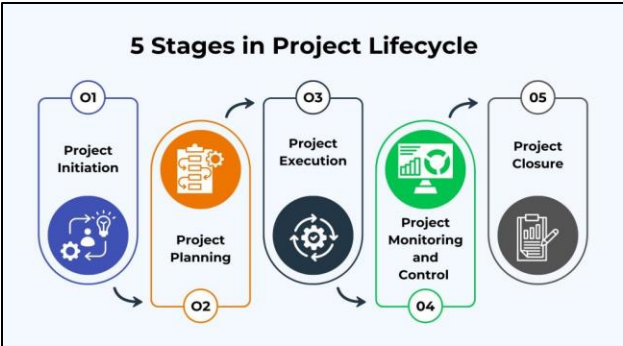 5 Stages in Project Lifecycle
01
Project
Initiation
Project
Planning
02
03
Project
Execution
Project
Monitoring
and
Control
04
05
Project
Closure